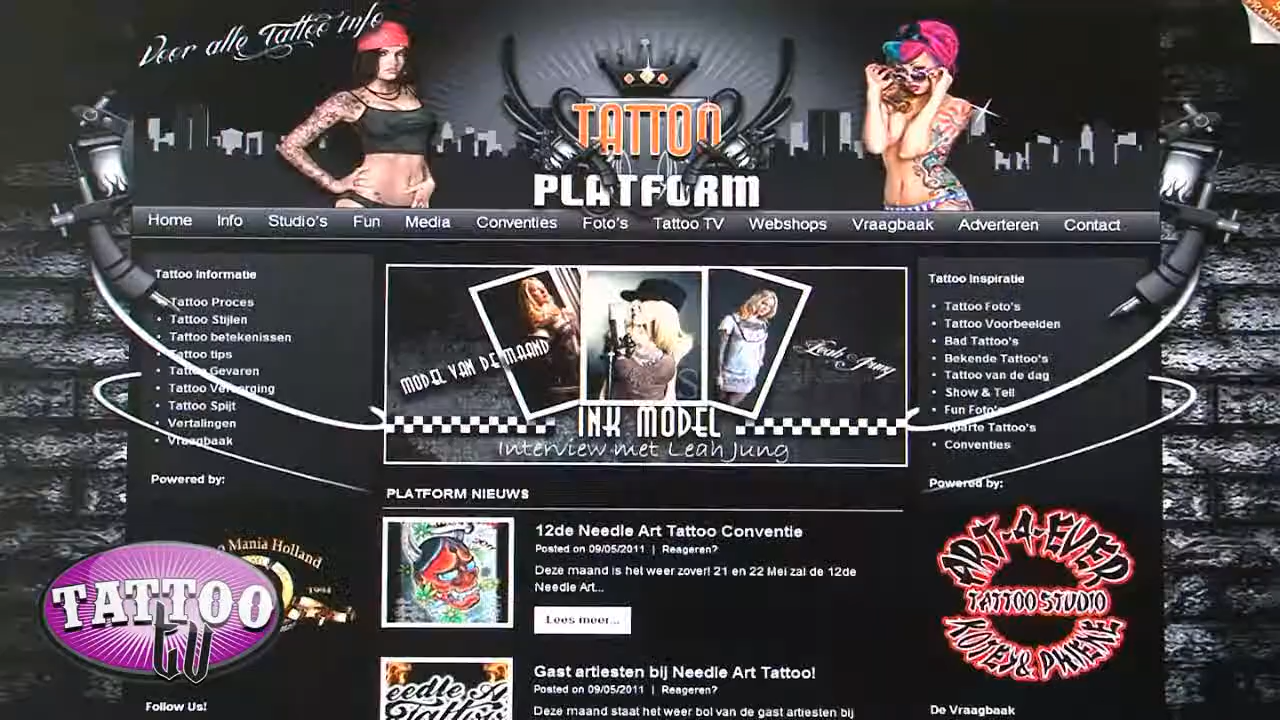 Voor alle Tattoo info
TATTOO
PLATFORM
Home Info Studio's Fun Media Conventies Foto's Tattoo TV Webshops Vraagbaak Adverteren Contact
Tattoo Informatie
• Tattoo Proces
• Tattoo Stijlen
• Tattoo betekenissen
• Tattoo tips
• Tattoo Gevaren
• Tattoo Verzorging
• Tattoo Spijt
• Vertalingen
• Vraagbaak
Powered by:
Mania Holland
1994
TATTOO
TV
Follow Us!
MODEL VAN DE MAAND
Leah Jung
INK MODEL
Interview met Leah Jung
PLATFORM NIEUWS
12de Needle Art Tattoo Conventie
Posted on 09/05/2011 | Reageren?
Deze maand is het weer zover! 21 en 22 Mei zal de 12de
Needle Art...
Lees meer...
Gast artiesten bij Needle Art Tattoo!
Posted on 09/05/2011 | Reageren?
Deze maand staat het weer bol van de gast artiesten bij
Tattoo Inspiratie
• Tattoo Foto's
• Tattoo Voorbeelden
• Bad Tattoo's
• Bekende Tattoo's
• Tattoo van de dag
• Show & Tell
• Fun Foto's
• Aparte Tattoo's
• Conventies
Powered by:
ART-4-EVER
TATTOO STUDIO
De Vraagbaak